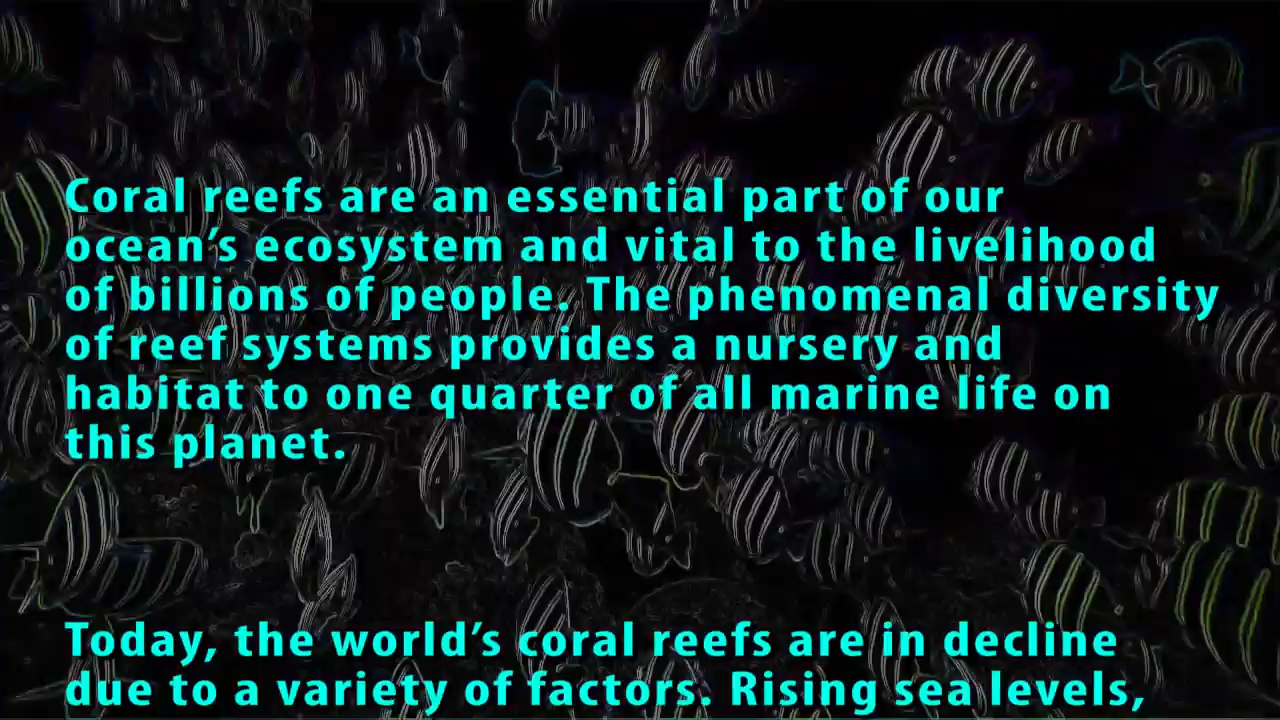 Coral reefs are an essential part of our
ocean’s ecosystem and vital to the livelihood
of billions of people. The phenomenal diversity
of reef systems provides a nursery and
habitat to one quarter of all marine life on
this planet.
Today, the world’s coral reefs are in decline
due to a variety of factors. Rising sea levels,